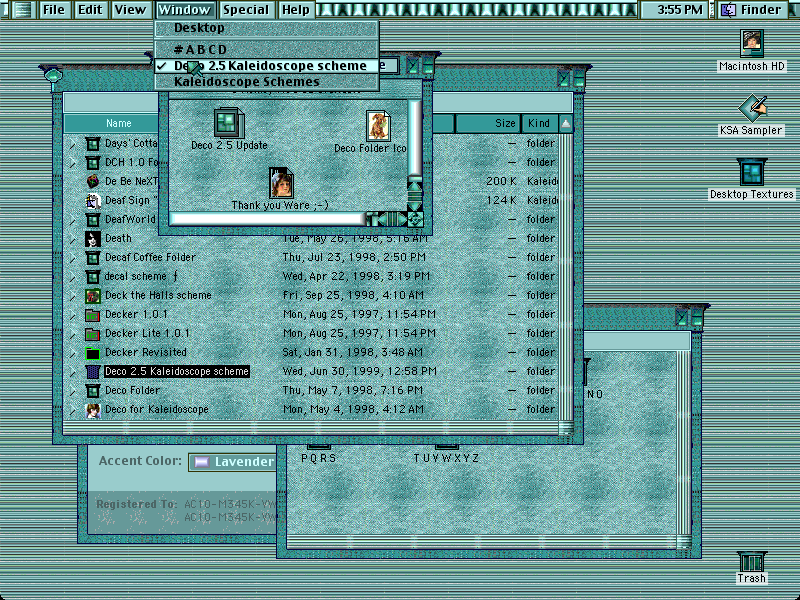 File Edit View Window Special Help 3:55 PM Finder
Desktop
#ABCD
✓ Deco 2.5 Kaleidoscope scheme
Kaleidoscope Schemes
Macintosh HD
KSA Sampler
Desktop Textures
Trash
Deco 2.5 Update
Deco Folder Ico
Thank you Ware ;-)
Name Size Kind
Days' Cotta — folder
DCH 1.0 Fo — folder
De Be NeXT 200 K Kaleid
Deaf Sign " 124 K Kaleid
DeafWorld — folder
Death Tue, May 26, 1998, 5:16 AM — folder
Decaf Coffee Folder Thu, Jul 23, 1998, 2:50 PM — folder
decal scheme ƒ Wed, Apr 22, 1998, 3:19 PM — folder
Deck the Halls scheme Fri, Sep 25, 1998, 4:10 AM — folder
Decker 1.0.1 Mon, Aug 25, 1997, 11:54 PM — folder
Decker Lite 1.0.1 Mon, Aug 25, 1997, 11:54 PM — folder
Decker Revisited Sat, Jan 31, 1998, 3:48 AM — folder
Deco 2.5 Kaleidoscope scheme Wed, Jun 30, 1999, 12:58 PM — folder
Deco Folder Thu, May 7, 1998, 7:16 PM — folder
Deco for Kaleidoscope Mon, May 4, 1998, 4:12 AM — folder
N O
P Q R S T U V W X Y Z
Accent Color: Lavender
Registered To: AC10-M345K-YW
AC10-M345K-YW